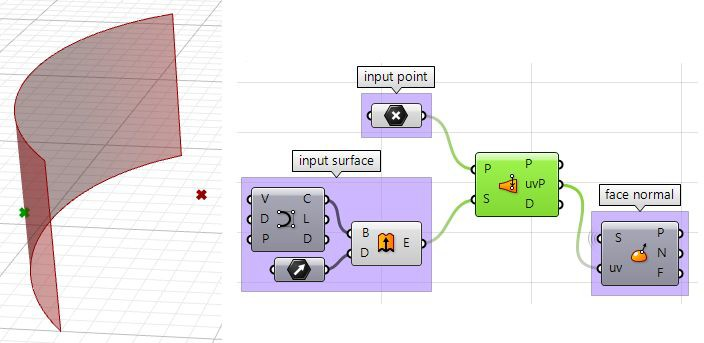 input point
input surface
face normal
P
S
P
uvP
D
V
D
P
C
L
D
B
D
E
S
uv
P
N
F